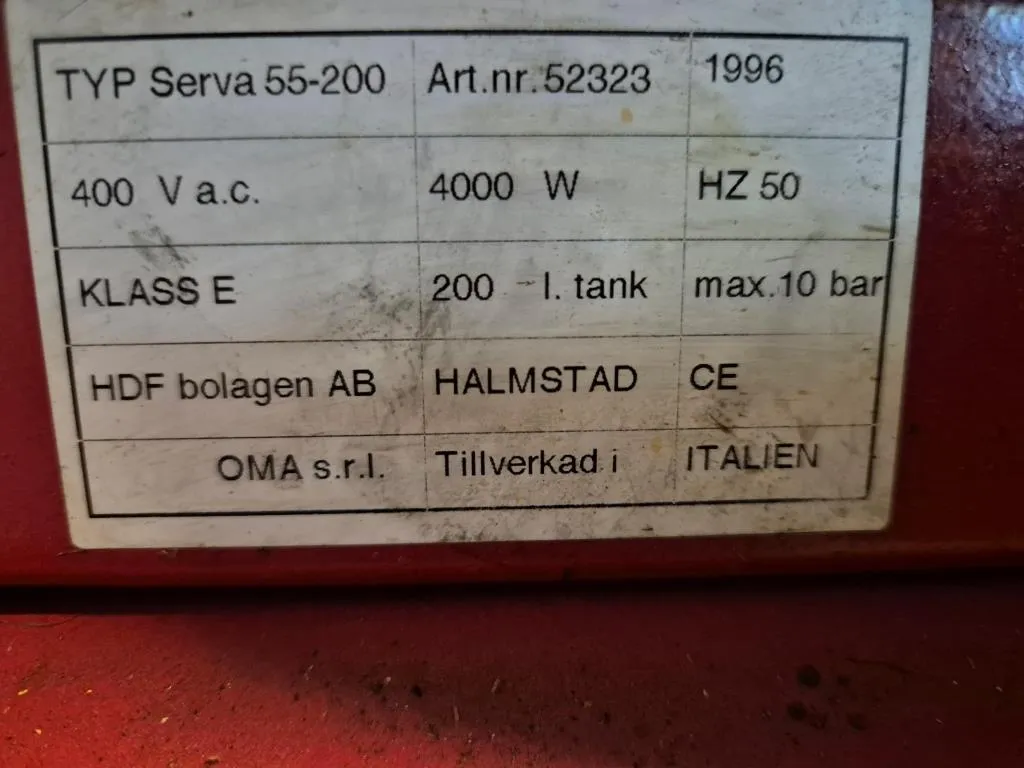 TYP Serva 55-200 Art.nr. 52323 1996
400 V a.c. 4000 W HZ 50
KLASS E 200 - l. tank max.10 bar
HDF bolagen AB HALMSTAD CE
OMA s.r.l. Tillverkad i ITALIEN